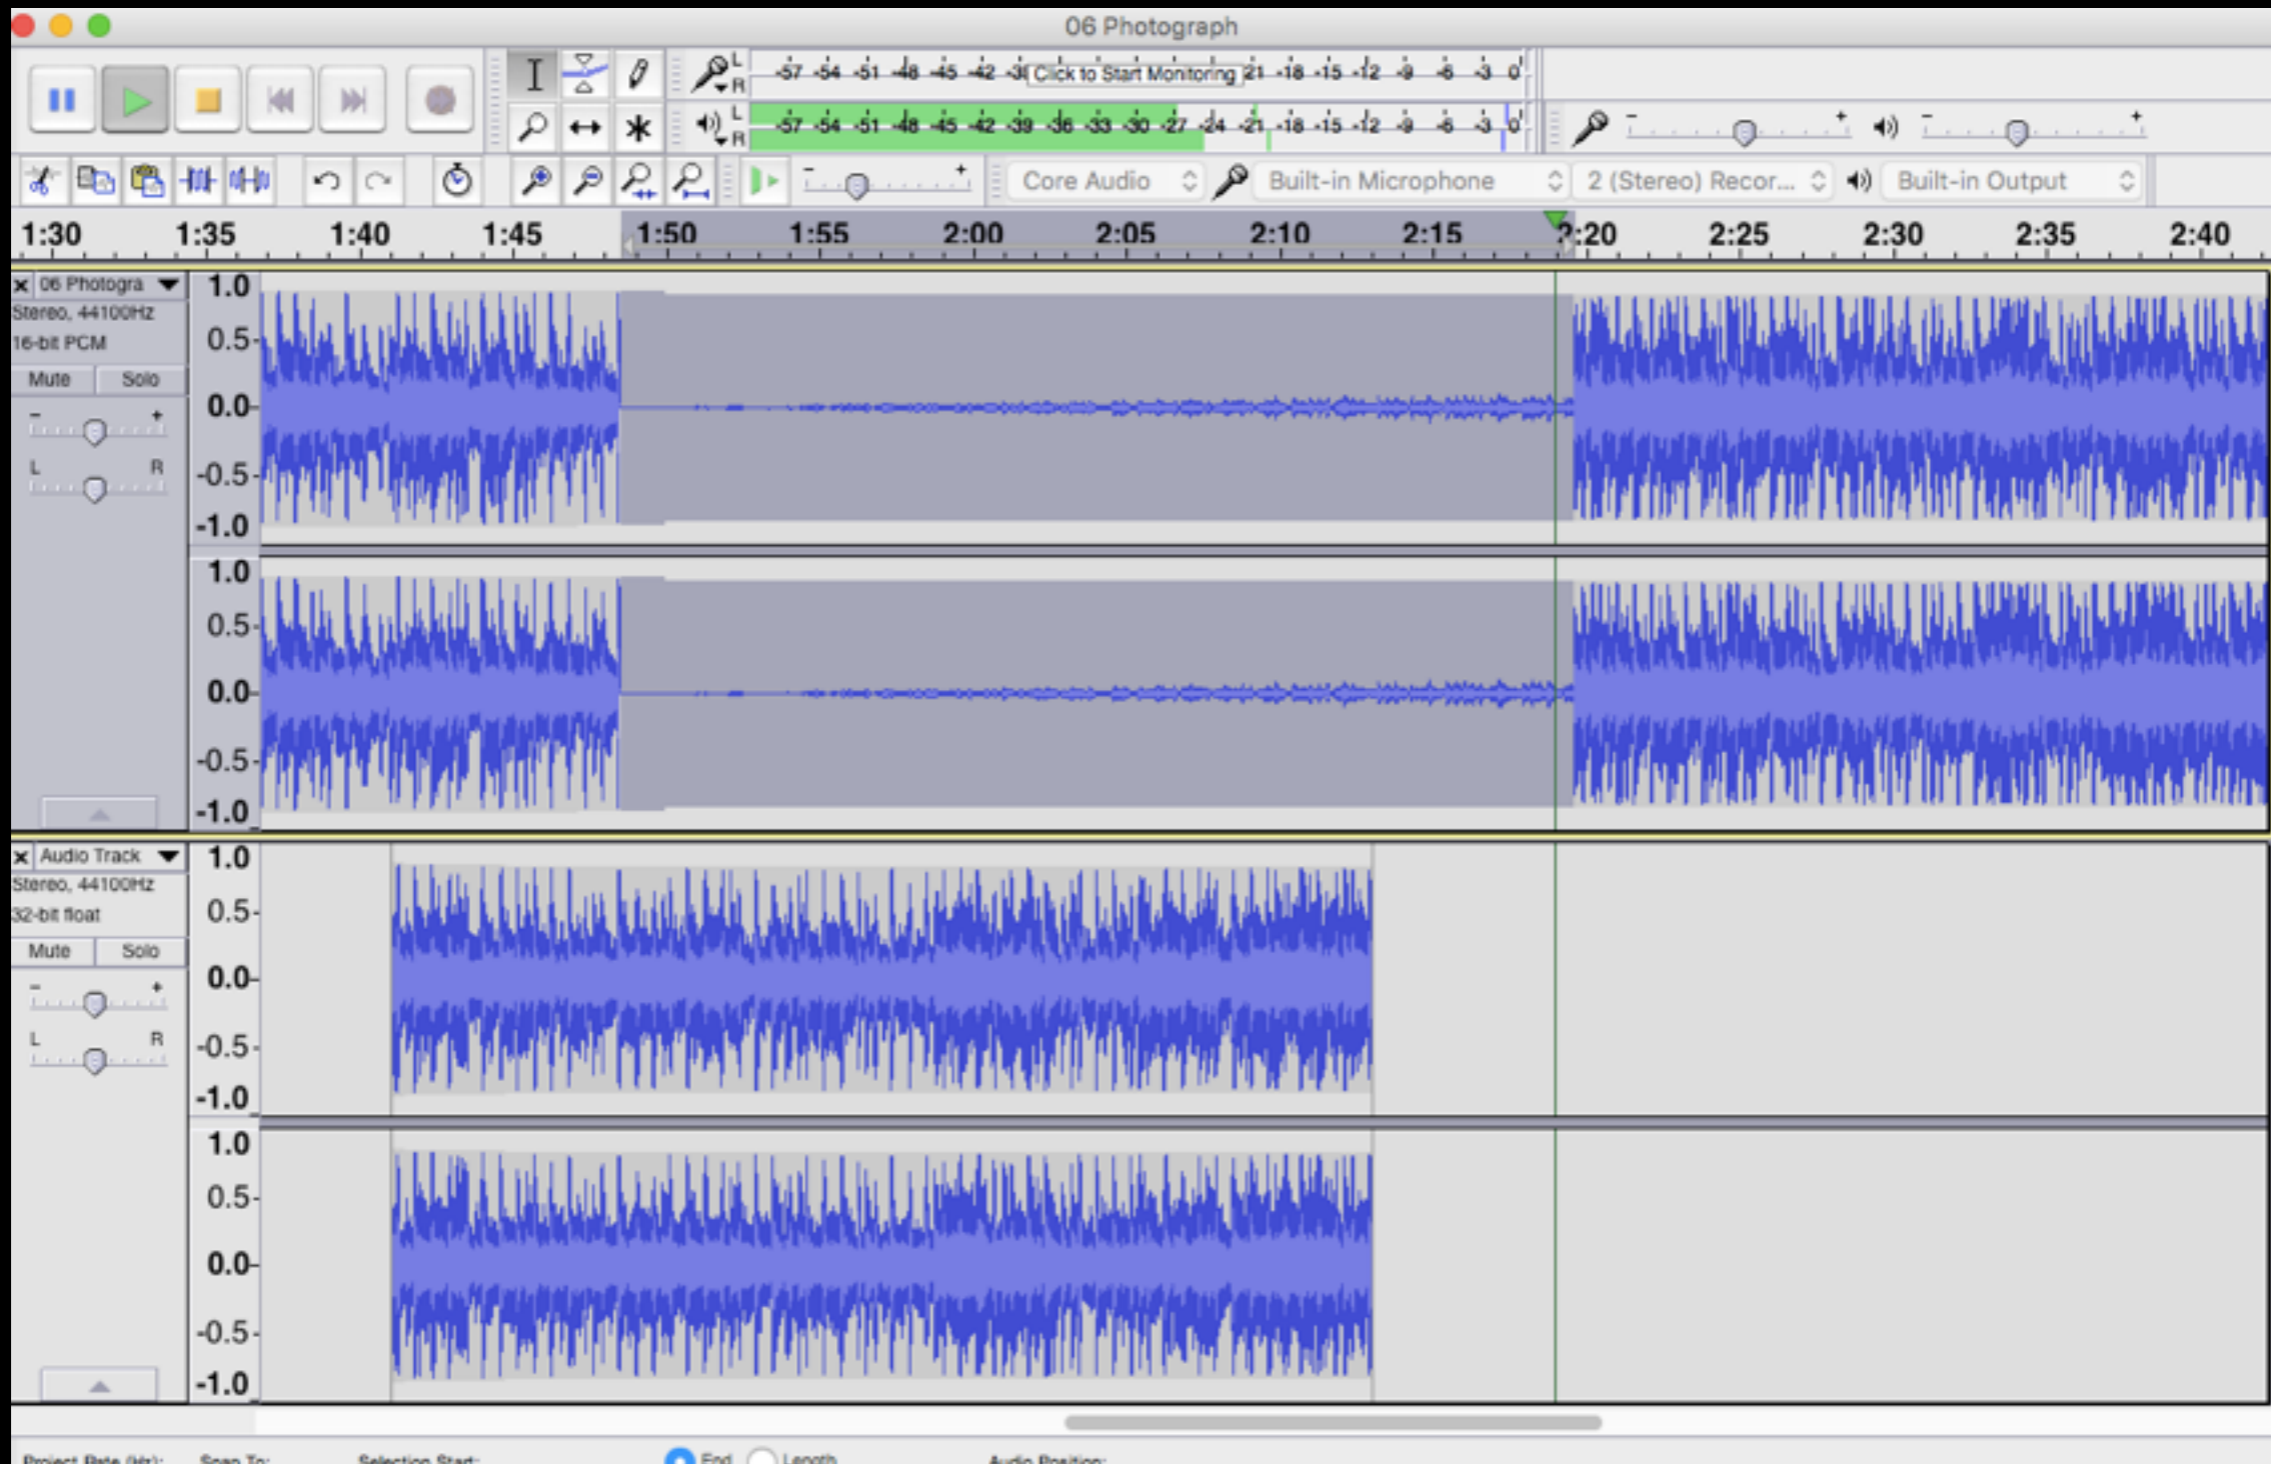 06 Photograph
L
R
-57 -54 -51 -48 -45 -42 -3 Click to Start Monitoring 21 -18 -15 -12 -9 -6 -3 0
L
R
-57 -54 -51 -48 -45 -42 -39 -36 -33 -30 -27 -24 -21 -18 -15 -12 -9 -6 -3 0
- +
- +
- +
Core Audio
Built-in Microphone
2 (Stereo) Recor...
Built-in Output
1:30 1:35 1:40 1:45 1:50 1:55 2:00 2:05 2:10 2:15 2:20 2:25 2:30 2:35 2:40
x 06 Photogra
Stereo, 44100Hz
16-bit PCM
Mute Solo
- +
L R
1.0
0.5-
0.0-
-0.5-
-1.0
1.0
0.5-
0.0-
-0.5-
-1.0
x Audio Track
Stereo, 44100Hz
32-bit float
Mute Solo
- +
L R
1.0
0.5-
0.0-
-0.5-
-1.0
1.0
0.5-
0.0-
-0.5-
-1.0
Project Rate (Hz): Snap To: Selection Start: End Length Audio Position: